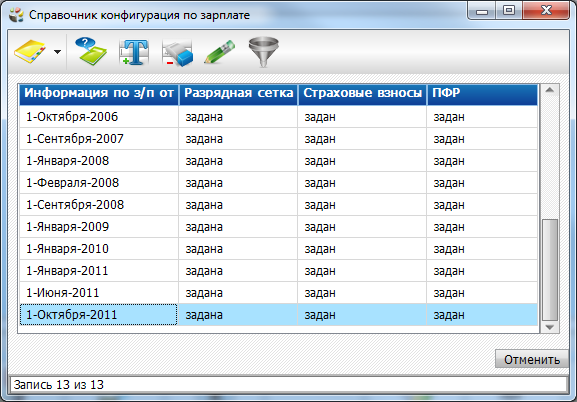 Справочник конфигурация по зарплате
Информация по з/п от Разрядная сетка Страховые взносы ПФР
1-Октября-2006 задана задан задан
1-Сентября-2007 задана задан задан
1-Января-2008 задана задан задан
1-Февраля-2008 задана задан задан
1-Сентября-2008 задана задан задан
1-Января-2009 задана задан задан
1-Января-2010 задана задан задан
1-Января-2011 задана задан задан
1-Июня-2011 задана задан задан
1-Октября-2011 задана задан задан
Отменить
Запись 13 из 13